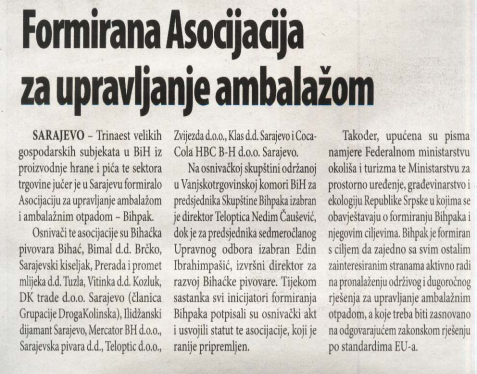 Formirana Asocijacija
za upravljanje ambalažom
SARAJEVO – Trinaest velikih
gospodarskih subjekata u BiH iz
proizvodnje hrane i pića te sektora
trgovine jučer je u Sarajevu formiralo
Asocijaciju za upravljanje ambalažom
i ambalažnim otpadom – Bihpak.
Osnivači te asocijacije su Bihaćka
pivovara Bihać, Bimal d.d. Brčko,
Sarajevski kiseljak, Prerada i promet
mlijeka d.d. Tuzla, Vitinka d.d. Kozluk,
DK trade d.o.o. Sarajevo (članica
Grupacije DrogaKolinska), Ilidžanski
dijamant Sarajevo, Mercator BH d.o.o.,
Sarajevska pivara d.d., Teloptic d.o.o.,
Zvijezda d.o.o., Klas d.d. Sarajevo i Coca-
Cola HBC B-H d.o.o. Sarajevo.
Na osnivačkoj skupštini održanoj
u Vanjskotrgovinskoj komori BiH za
predsjednika Skupštine Bihpaka izabran
je direktor Teloptica Nedim Čaušević,
dok je za predsjednika sedmeročlanog
Upravnog odbora izabran Edin
Ibrahimpašić, izvršni direktor za
razvoj Bihaćke pivovare. Tijekom
sastanka svi inicijatori formiranja
Bihpaka potpisali su osnivački akt
i usvojili statut te asocijacije, koji je
ranije pripremljen.
Također, upućena su pisma
namjere Federalnom ministarstvu
okoliša i turizma te Ministarstvu za
prostorno uređenje, građevinarstvo i
ekologiju Republike Srpske u kojima se
obavještavaju o formiranju Bihpaka i
njegovim ciljevima. Bihpak je formiran
s ciljem da zajedno sa svim ostalim
zainteresiranim stranama aktivno radi
na pronalaženju održivog i dugoročnog
rješenja za upravljanje ambalažnim
otpadom, a koje treba biti zasnovano
na odgovarajućem zakonskom rješenju
po standardima EU-a.